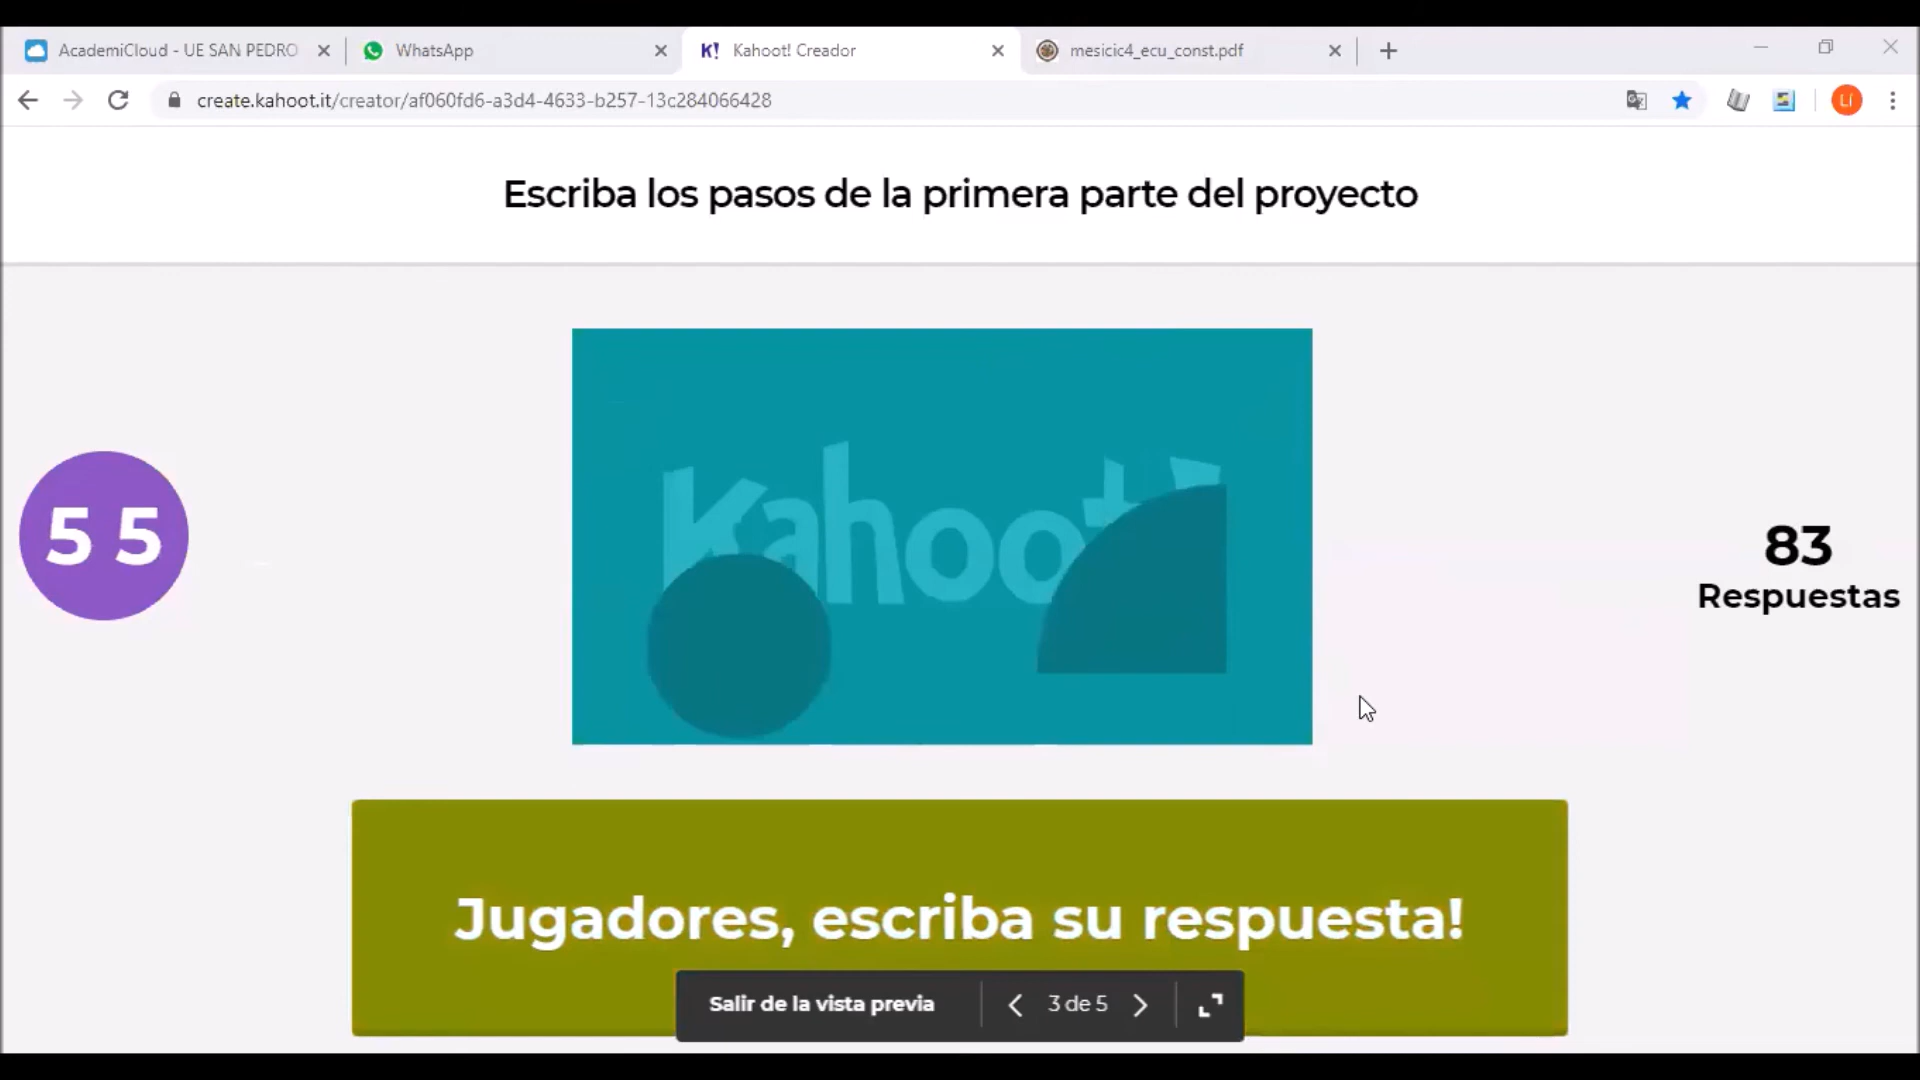 AcademiCloud - UE SAN PEDRO
WhatsApp
K! Kahoot! Creador
mesicic4_ecu_const.pdf
create.kahoot.it/creator/af060fd6-a3d4-4633-b257-13c284066428
Lí
Escriba los pasos de la primera parte del proyecto
Kahoot!
55
83
Respuestas
Jugadores, escriba su respuesta!
Salir de la vista previa
3 de 5